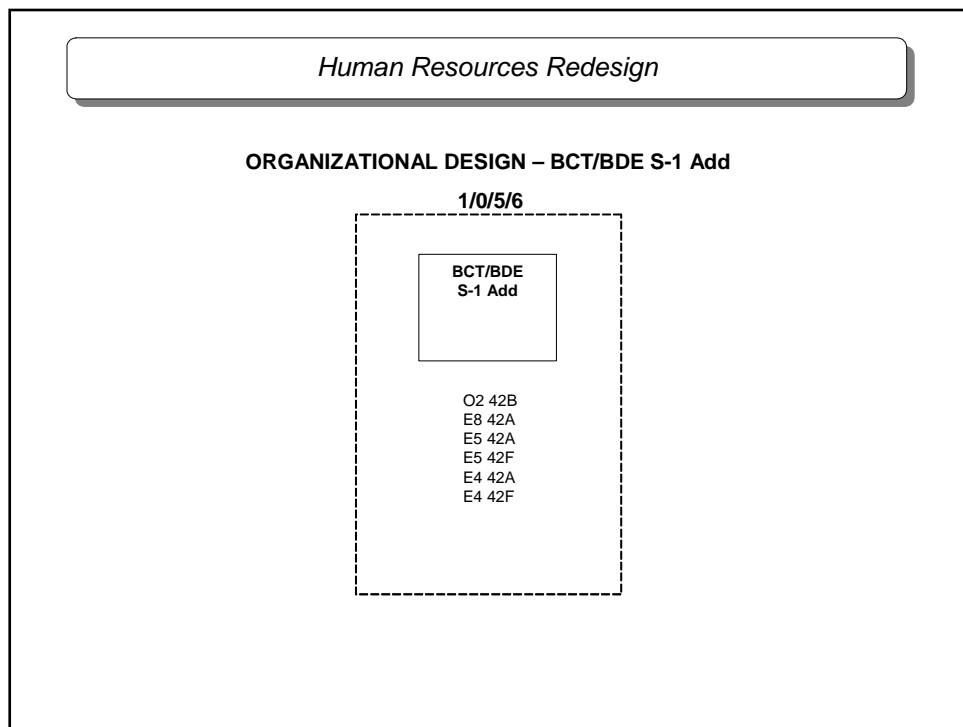 Human Resources Redesign
ORGANIZATIONAL DESIGN – BCT/BDE S-1 Add
1/0/5/6
BCT/BDE
S-1 Add
O2 42B
E8 42A
E5 42A
E5 42F
E4 42A
E4 42F